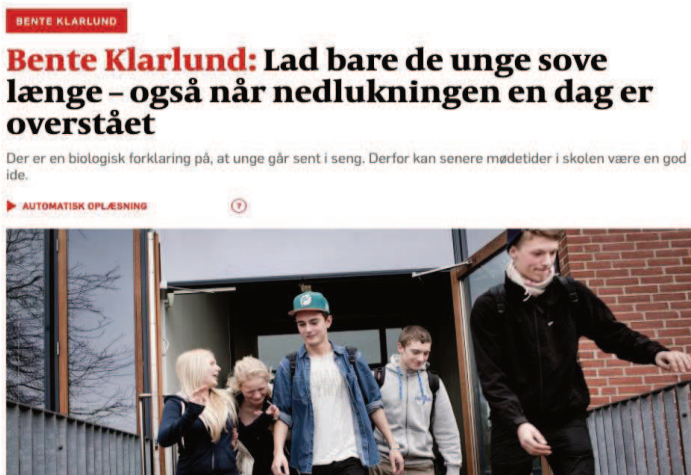 BENTE KLARLUND
Bente Klarlund: Lad bare de unge sove
længe – også når nedlukningen en dag er
overstået
Der er en biologisk forklaring på, at unge går sent i seng. Derfor kan senere mødetider i skolen være en god
ide.
AUTOMATISK OPLÆSNING ?